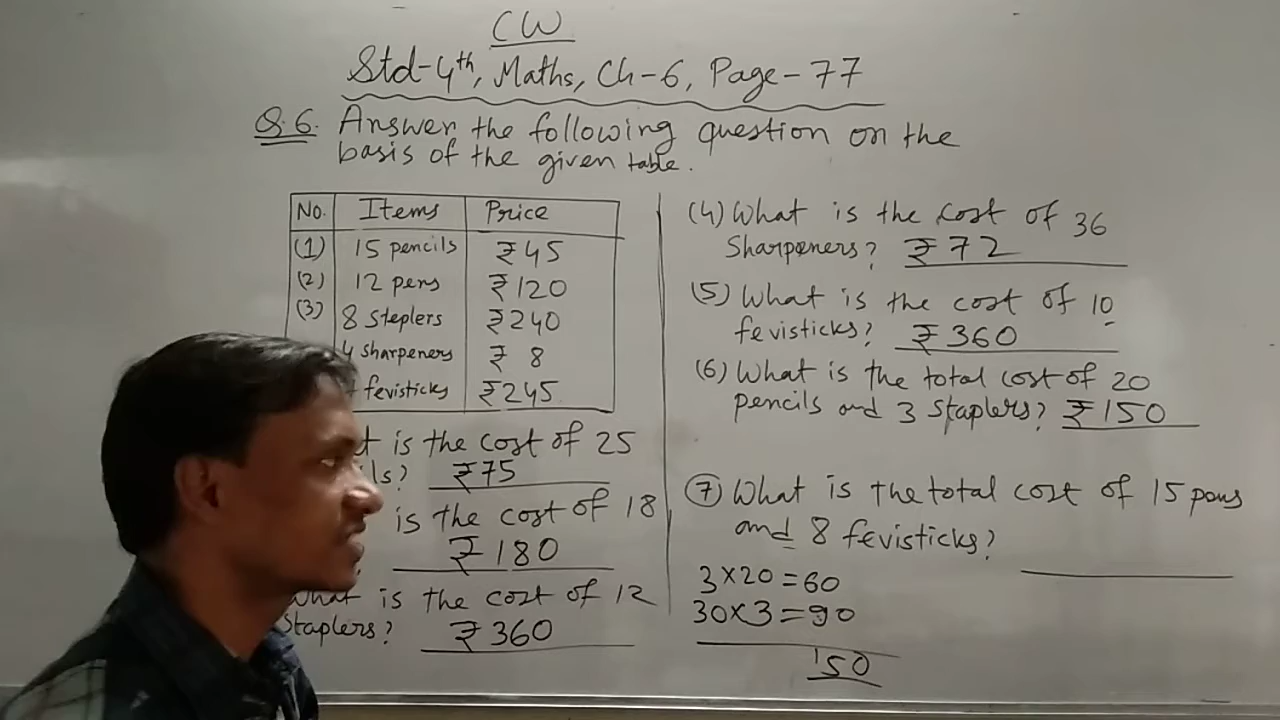 CW
Std-4th, Maths, Ch-6, Page-77
Q.6. Answer the following question on the
basis of the given table.
No. Items Price
(1) 15 pencils ₹45
(2) 12 pens ₹120
(3) 8 Steplers ₹240
4 sharpeners ₹ 8
fevisticks ₹245
is the cost of 25
₹75
is the cost of 18
₹180
What is the cost of 12
Staplers? ₹360
(4) What is the cost of 36
Sharpeners? ₹72
(5) What is the cost of 10
fevisticks? ₹360
(6) What is the total cost of 20
pencils and 3 Staplers? ₹150
(7) What is the total cost of 15 pens
and 8 fevisticks?
3×20=60
30×3=90
150